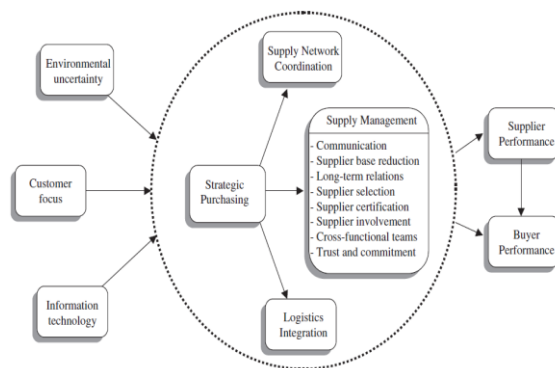 Environmental
uncertainty
Customer
focus
Information
technology
Strategic
Purchasing
Supply Network
Coordination
Supply Management
- Communication
- Supplier base reduction
- Long-term relations
- Supplier selection
- Supplier certification
- Supplier involvement
- Cross-functional teams
- Trust and commitment
Logistics
Integration
Supplier
Performance
Buyer
Performance